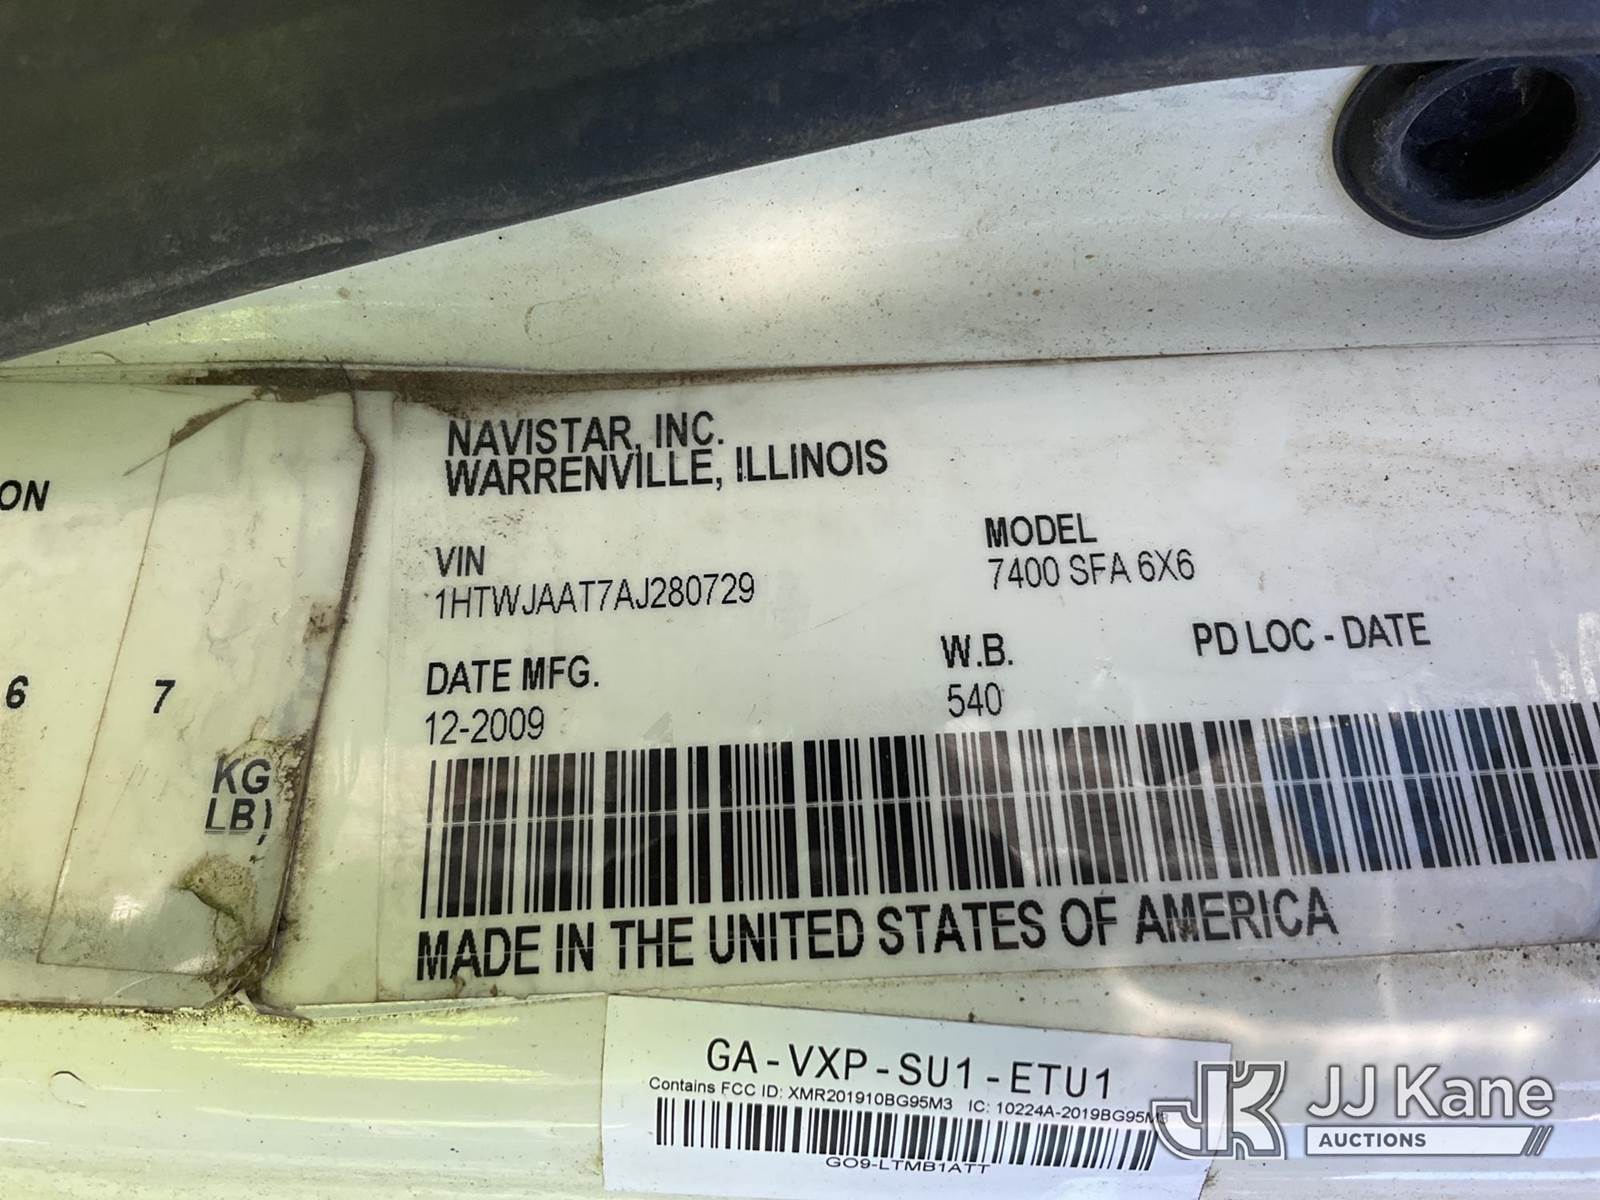 NAVISTAR, INC.
WARRENVILLE, ILLINOIS
ON
VIN
1HTWJAAT7AJ280729
MODEL
7400 SFA 6X6
DATE MFG.
12-2009
W.B.
540
PD LOC - DATE
6 7
KG
LB)
MADE IN THE UNITED STATES OF AMERICA
GA - VXP - SU1 - ETU1
Contains FCC ID: XMR201910BG95M3 IC: 10224A-2019BG95M3
GO9-LTMB1ATT
JK JJ Kane
AUCTIONS